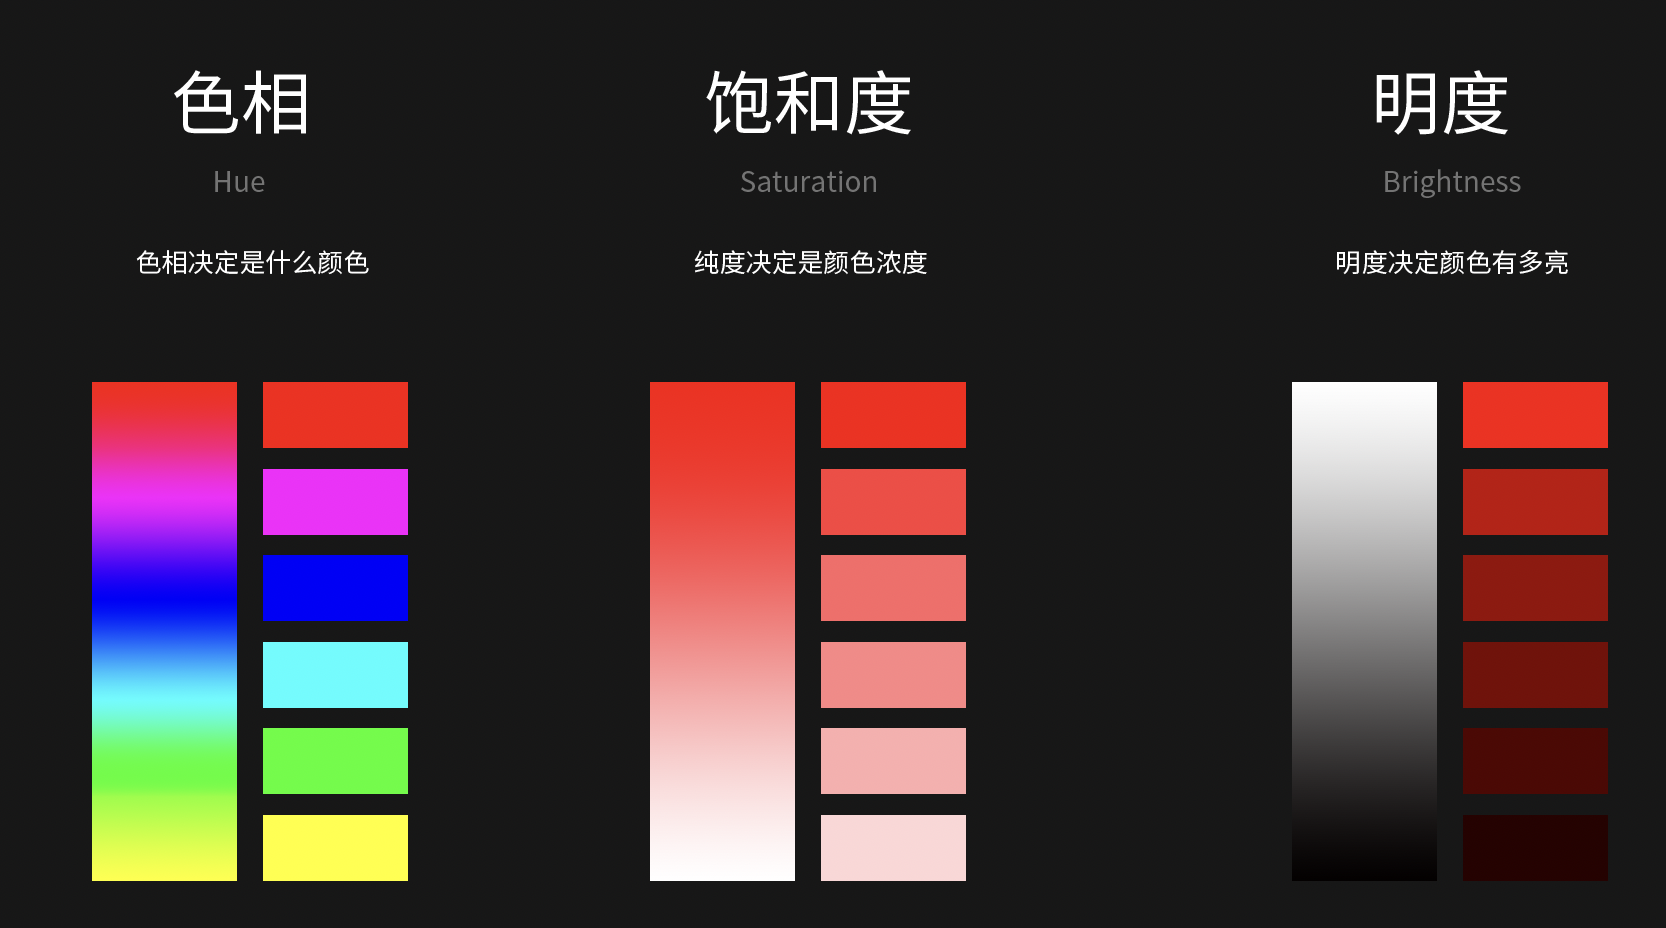 色相
Hue
色相决定是什么颜色
饱和度
Saturation
纯度决定是颜色浓度
明度
Brightness
明度决定颜色有多亮